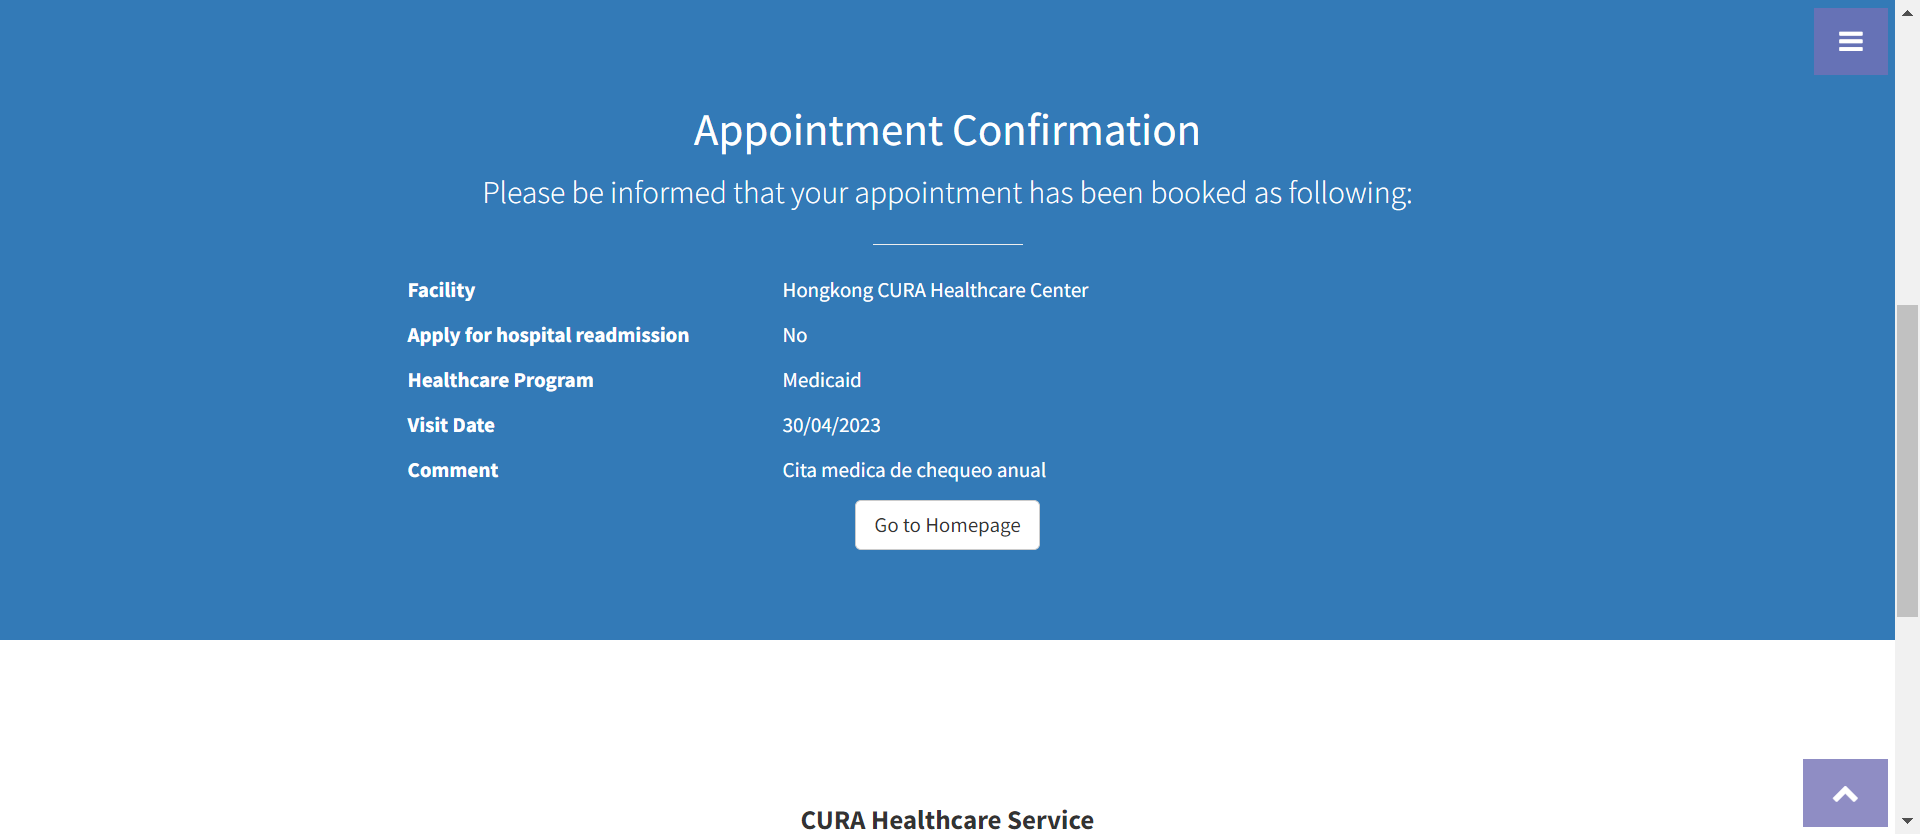 Appointment Confirmation
Please be informed that your appointment has been booked as following:
Facility Hongkong CURA Healthcare Center
Apply for hospital readmission No
Healthcare Program Medicaid
Visit Date 30/04/2023
Comment Cita medica de chequeo anual
Go to Homepage
CURA Healthcare Service